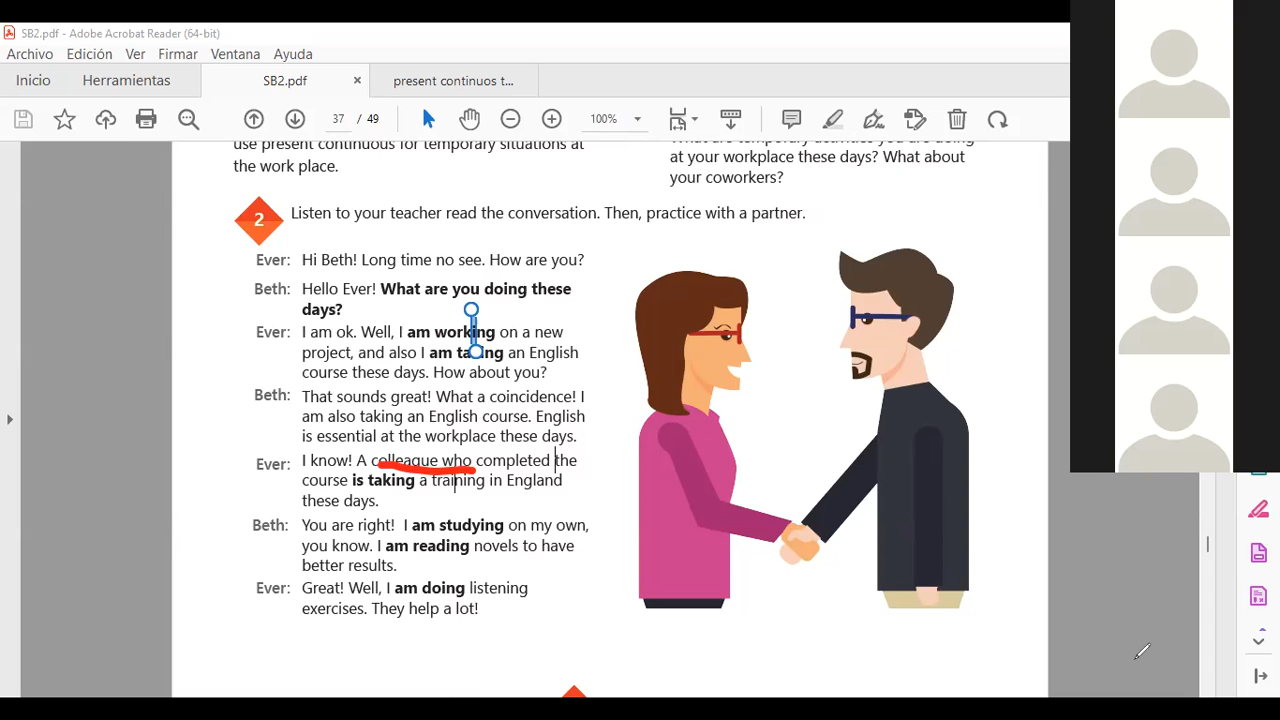 SB2.pdf - Adobe Acrobat Reader (64-bit)
Archivo Edición Ver Firmar Ventana Ayuda
Inicio Herramientas SB2.pdf × present continuos t...
37 / 49 100%
use present continuous for temporary situations at
the work place.
What are temporary activities you are doing
at your workplace these days? What about
your coworkers?
2 Listen to your teacher read the conversation. Then, practice with a partner.
Ever: Hi Beth! Long time no see. How are you?
Beth: Hello Ever! What are you doing these
days?
Ever: I am ok. Well, I am working on a new
project, and also I am taking an English
course these days. How about you?
Beth: That sounds great! What a coincidence! I
am also taking an English course. English
is essential at the workplace these days.
Ever: I know! A colleague who completed the
course is taking a training in England
these days.
Beth: You are right! I am studying on my own,
you know. I am reading novels to have
better results.
Ever: Great! Well, I am doing listening
exercises. They help a lot!